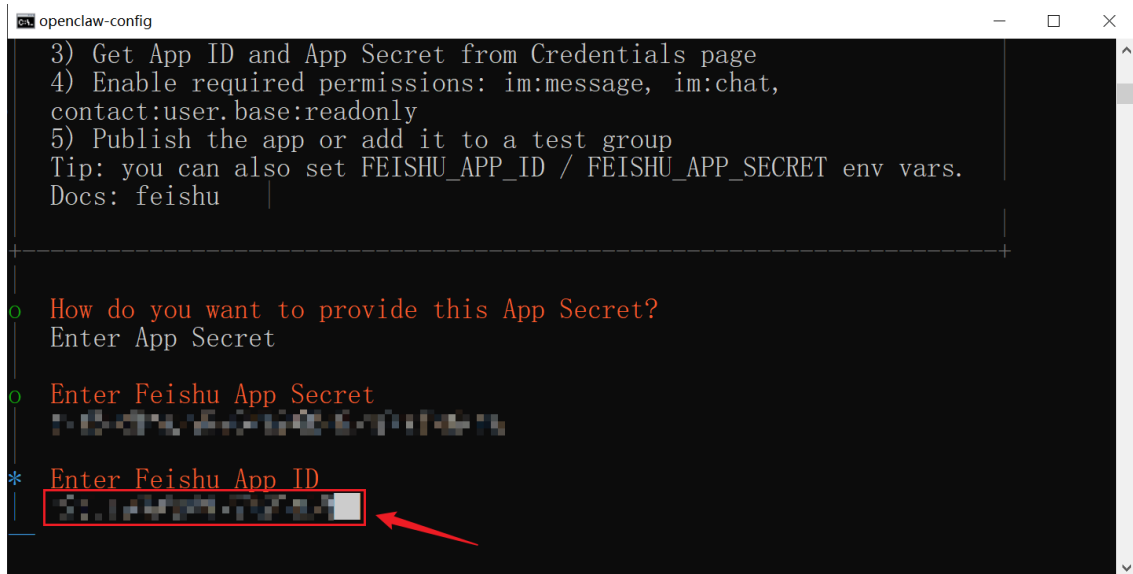 openclaw-config
3) Get App ID and App Secret from Credentials page
4) Enable required permissions: im:message, im:chat,
contact:user.base:readonly
5) Publish the app or add it to a test group
Tip: you can also set FEISHU_APP_ID / FEISHU_APP_SECRET env vars.
Docs: feishu
o How do you want to provide this App Secret?
Enter App Secret
o Enter Feishu App Secret
* Enter Feishu App ID